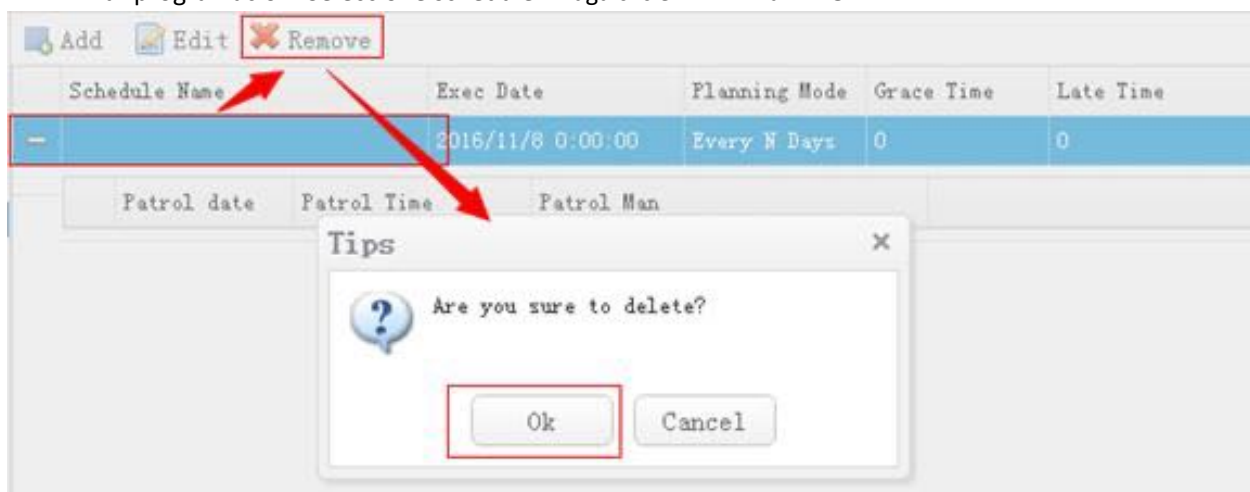 Add Edit Remove
Schedule Name Exec Date Planning Mode Grace Time Late Time
2016/11/8 0:00:00 Every N Days 0 0
Patrol date Patrol Time Patrol Man
Tips
Are you sure to delete?
Ok Cancel